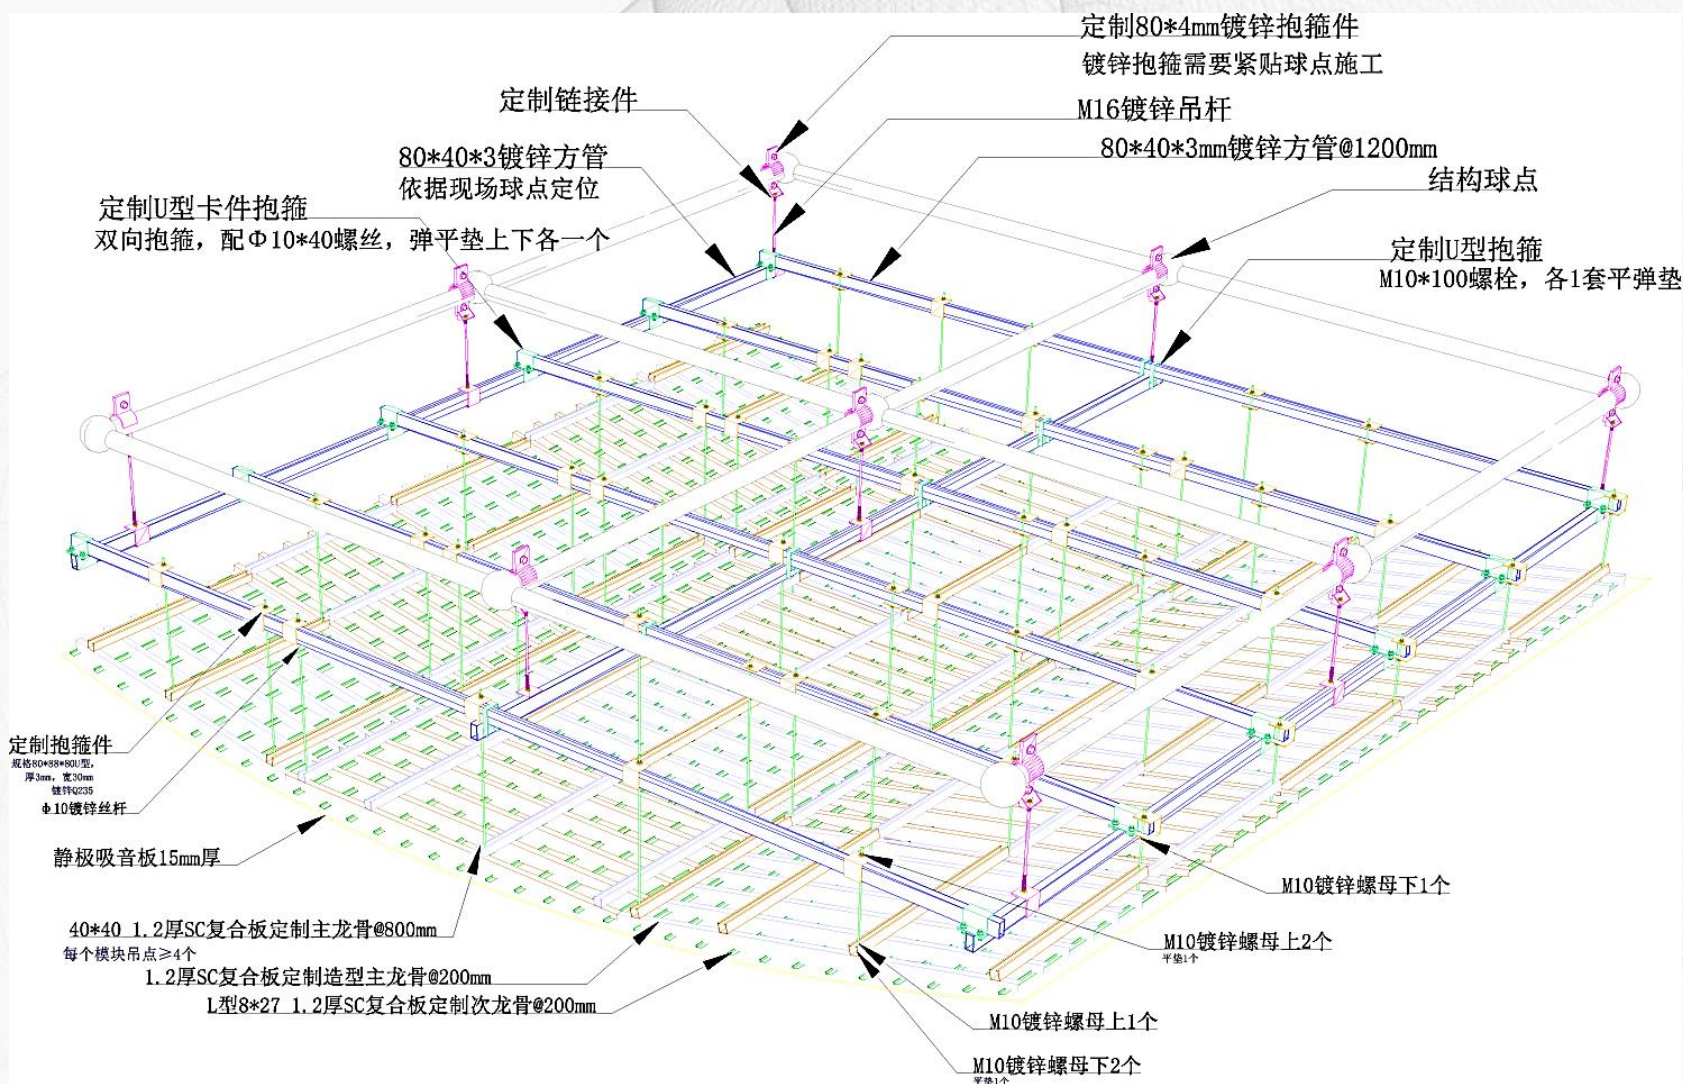 定制80*4mm镀锌抱箍件
镀锌抱箍需要紧贴球点施工
定制链接件
M16镀锌吊杆
80*40*3镀锌方管
依据现场球点定位
80*40*3mm镀锌方管@1200mm
结构球点
定制U型卡件抱箍
双向抱箍，配Φ10*40螺丝，弹平垫上下各一个
定制U型抱箍
M10*100螺栓，各1套平弹垫
定制抱箍件
规格80*88*80U型，
厚3mm，宽30mm
镀锌Q235
Φ10镀锌丝杆
静极吸音板15mm厚
40*40 1.2厚SC复合板定制主龙骨@800mm
每个模块吊点≥4个
1.2厚SC复合板定制造型主龙骨@200mm
L型8*27 1.2厚SC复合板定制次龙骨@200mm
M10镀锌螺母下1个
M10镀锌螺母上2个
平垫1个
M10镀锌螺母上1个
M10镀锌螺母下2个
平垫1个